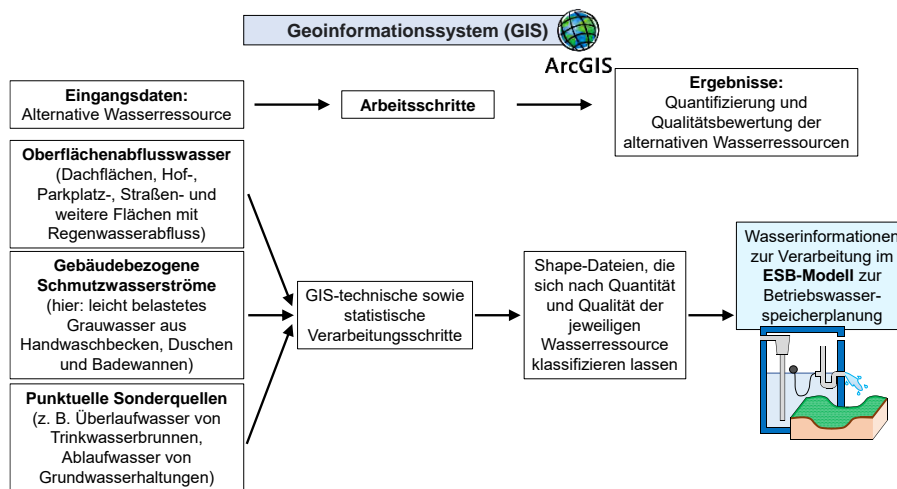 Geoinformationssystem (GIS)
ArcGIS
Eingangsdaten:
Alternative Wasserressource
Arbeitsschritte
Ergebnisse:
Quantifizierung und
Qualitätsbewertung der
alternativen Wasserressourcen
Oberflächenabflusswasser
(Dachflächen, Hof-,
Parkplatz-, Straßen- und
weitere Flächen mit
Regenwasserabfluss)
Gebäudebezogene
Schmutzwasserströme
(hier: leicht belastetes
Grauwasser aus
Handwaschbecken, Duschen
und Badewannen)
Punktuelle Sonderquellen
(z. B. Überlaufwasser von
Trinkwasserbrunnen,
Ablaufwasser von
Grundwasserhaltungen)
GIS-technische sowie
statistische
Verarbeitungsschritte
Shape-Dateien, die
sich nach Quantität
und Qualität der
jeweiligen
Wasserressource
klassifizieren lassen
Wasserinformationen
zur Verarbeitung im
ESB-Modell zur
Betriebswasser-
speicherplanung